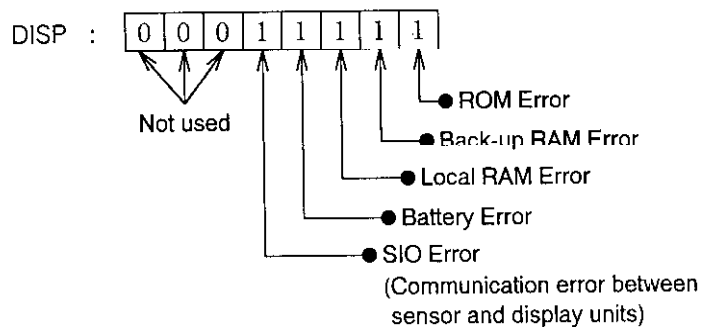 DISP : 0 0 0 1 1 1 1 1
ROM Error
Not used
Back-up RAM Error
Local RAM Error
Battery Error
SIO Error
(Communication error between
sensor and display units)